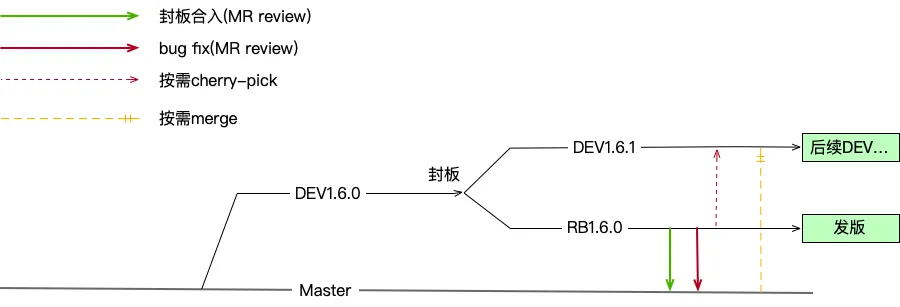 封板合入(MR review)
bug fix(MR review)
按需cherry-pick
按需merge
DEV1.6.1
后续DEV...
封板
DEV1.6.0
RB1.6.0
发版
Master